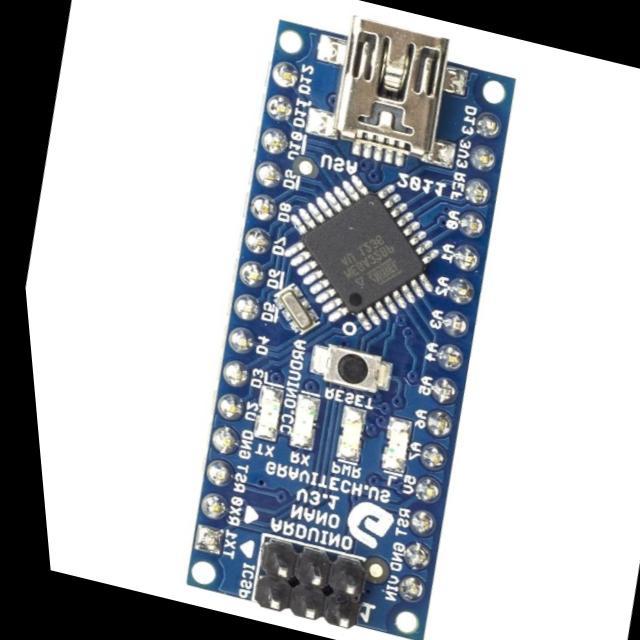 D12
D11
D10
D9
D8
D7
D6
D5
D4
D3
D2
GND
RST
RX0
TX1
D13
3V3
REF
A0
A1
A2
A3
A4
A5
A6
A7
5V
RST
GND
VIN
USA
2011
RESET
ARDUINO.CC
TX
RX
PWR
L
GRAVITECH.US
V3.1
NANO
ARDUINO
ICSP
1